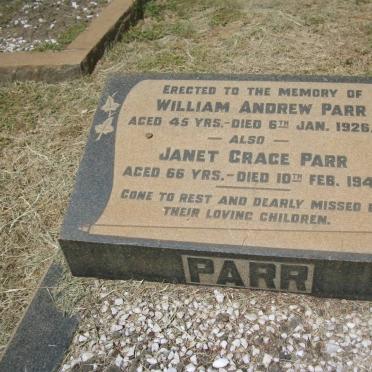 ERECTED TO THE MEMORY OF
WILLIAM ANDREW PARR
AGED 45 YRS.-DIED 6TH JAN. 1926.
— ALSO —
JANET GRACE PARR
AGED 66 YRS.-DIED 10TH FEB.
GONE TO REST AND DEARLY MISSED
THEIR LOVING CHILDREN.
PARR